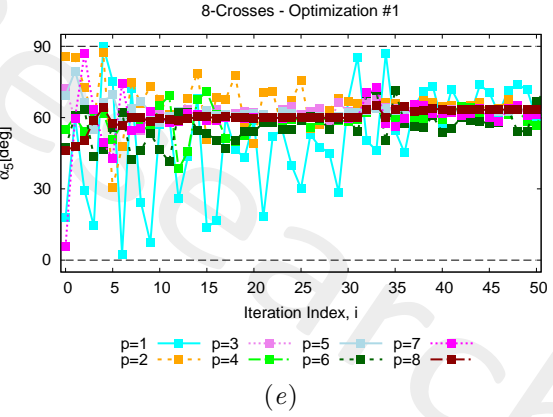 8-Crosses - Optimization #1
90
60
30
0
α5[deg]
0 5 10 15 20 25 30 35 40 45 50
Iteration Index, i
p=1 p=3 p=5 p=7
p=2 p=4 p=6 p=8
(e)